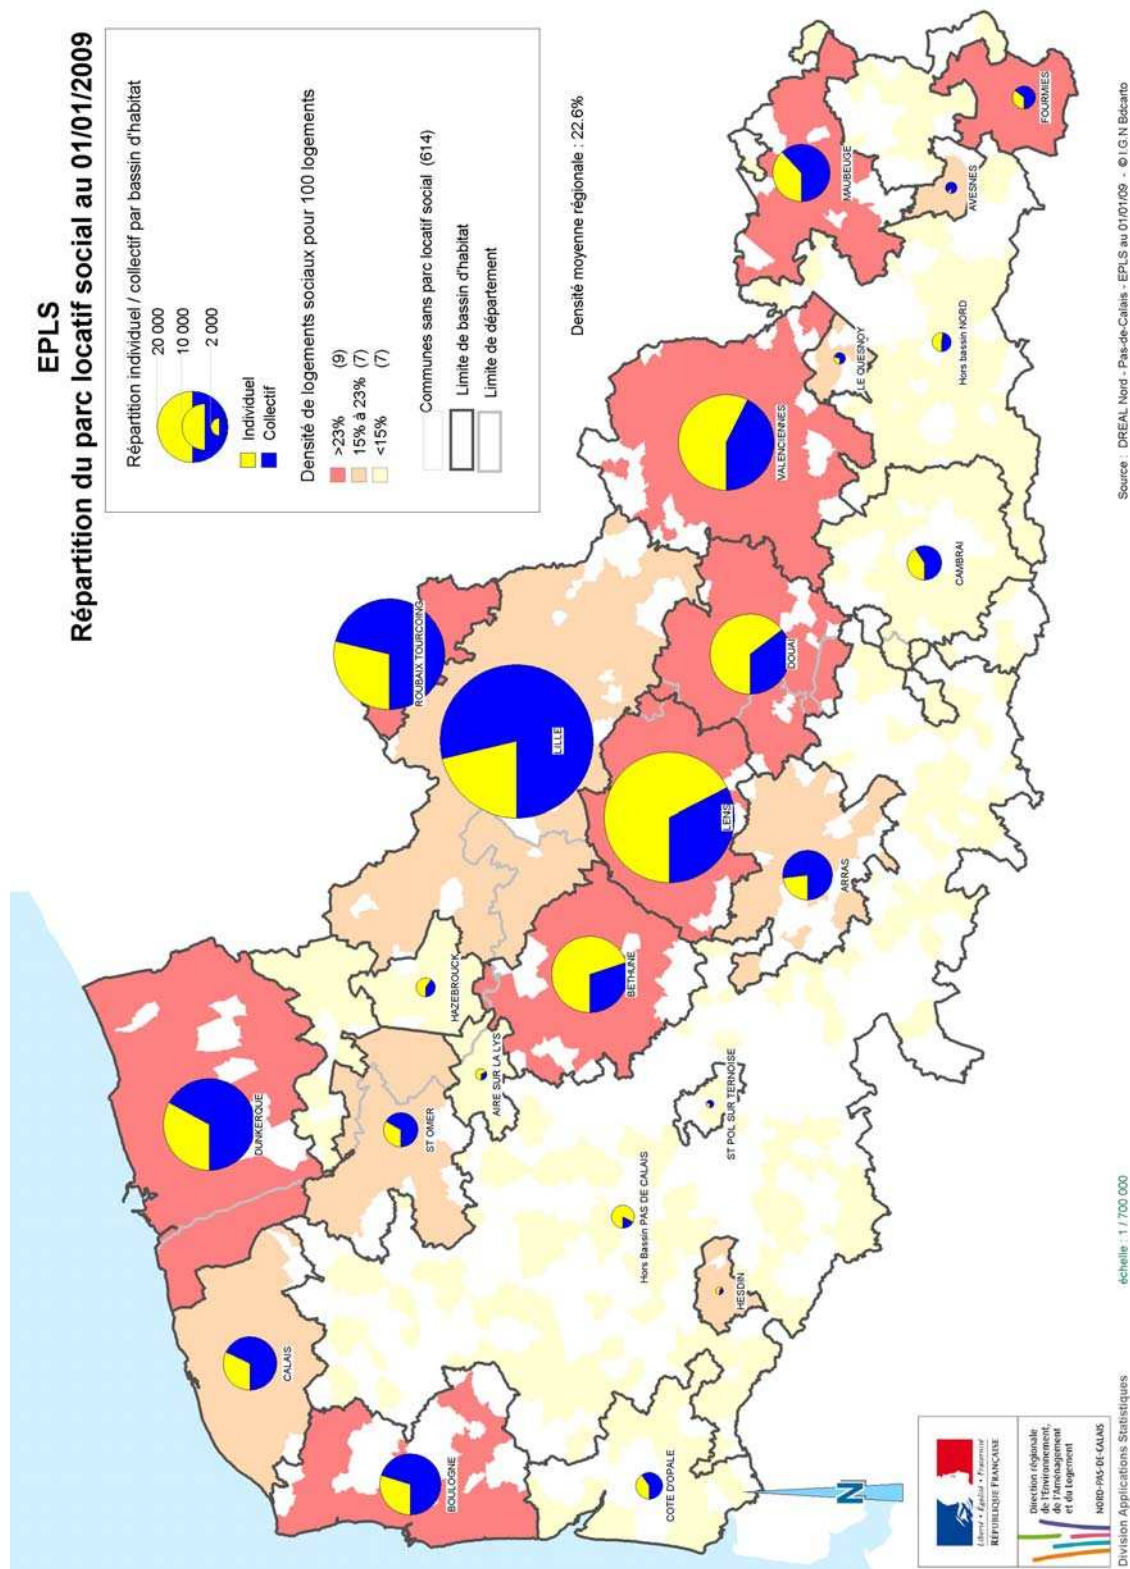 EPLS
Répartition du parc locatif social au 01/01/2009
Répartition individuel / collectif par bassin d'habitat
20 000
10 000
2 000
Individuel
Collectif
Densité de logements sociaux pour 100 logements
>23% (9)
15% à 23% (7)
<15% (7)
Communes sans parc locatif social (614)
Limite de bassin d'habitat
Limite de département
Densité moyenne régionale : 22.6%
DUNKERQUE
CALAIS
BOULOGNE
ST OMER
HAZEBROUCK
AIRE SUR LA LYS
ROUBAIX TOURCOING
LILLE
BETHUNE
LENS
DOUAI
VALENCIENNES
MAUBEUGE
ARRAS
CAMBRAI
LE QUESNOY
AVESNES
FOURMIES
Hors bassin NORD
Hors Bassin PAS DE CALAIS
ST POL SUR TERNOISE
HESDIN
COTE D'OPALE
N
Liberté • Égalité • Fraternité
RÉPUBLIQUE FRANÇAISE
Direction régionale
de l'Environnement,
de l'Aménagement
et du Logement
NORD-PAS-DE-CALAIS
Division Applications Statistiques
échelle : 1 / 700 000
Source : DREAL Nord - Pas-de-Calais - EPLS au 01/01/09 - © I.G.N Bdcarto